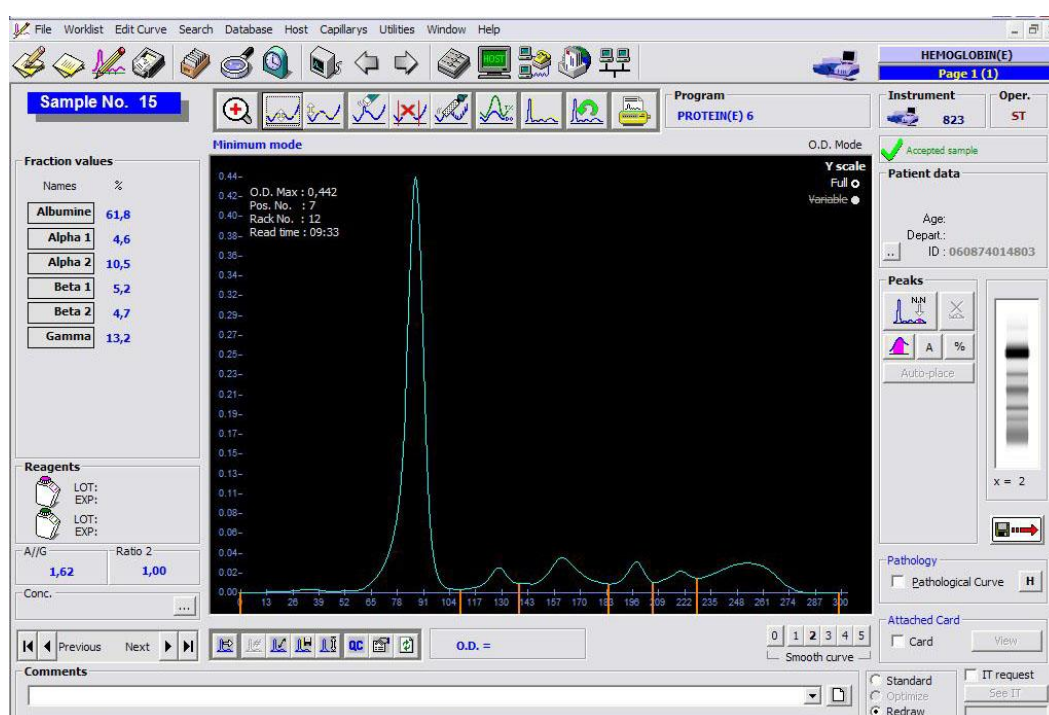 File Worklist Edit Curve Search Database Host Capillarys Utilities Window Help
HOST
HEMOGLOBIN(E)
Page 1 (1)
Sample No. 15
Program
PROTEIN(E) 6
Instrument
823
Oper.
ST
Minimum mode
O.D. Mode
Accepted sample
Fraction values
Names %
Albumine 61,8
Alpha 1 4,6
Alpha 2 10,5
Beta 1 5,2
Beta 2 4,7
Gamma 13,2
O.D. Max : 0,442
Pos. No. : 7
Rack No. : 12
Read time : 09:33
Y scale
Full
Variable
0.44
0.42
0.40
0.38
0.36
0.34
0.32
0.29
0.27
0.25
0.23
0.21
0.19
0.17
0.15
0.13
0.11
0.08
0.06
0.04
0.02
0.00
13 26 39 52 65 78 91 104 117 130 143 157 170 183 196 209 222 235 248 261 274 287 300
Patient data
Age:
Depart.:
.. ID : 060874014803
Peaks
N.N
A %
Auto-place
x = 2
Reagents
LOT:
EXP:
LOT:
EXP:
A//G
1,62
Ratio 2
1,00
Conc.
...
Pathology
Pathological Curve H
Attached Card
Card View
Previous Next
QC
O.D. =
0 1 2 3 4 5
Smooth curve
Comments
Standard
Optimize
Redraw
IT request
See IT